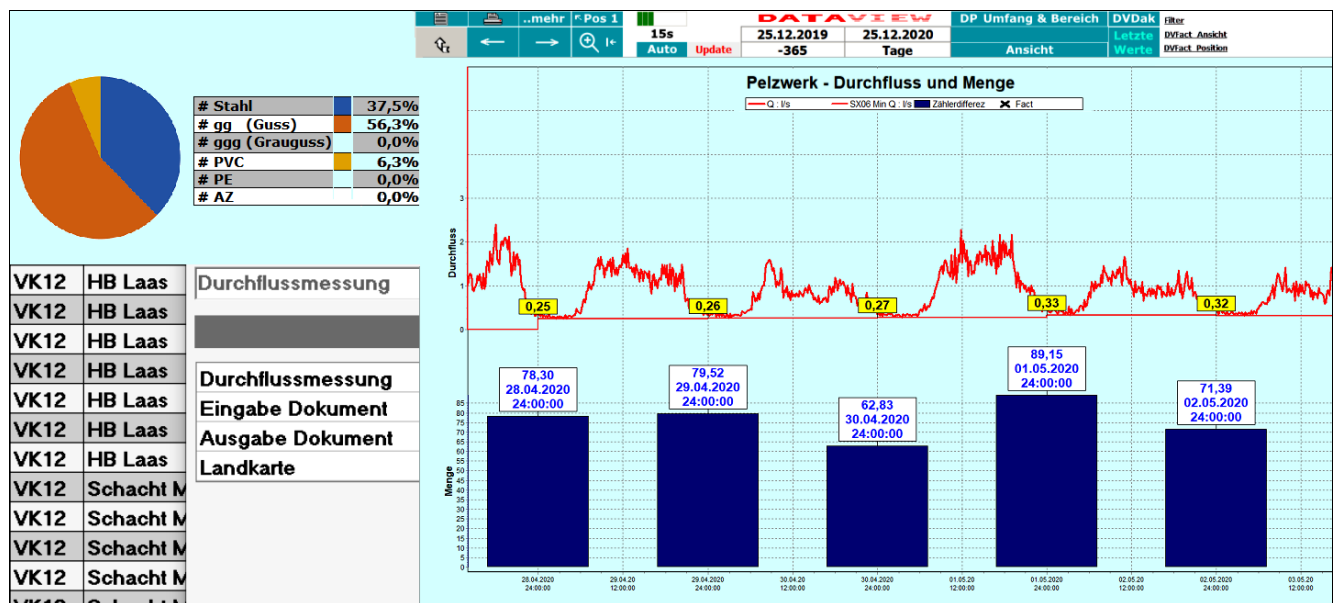 ..mehr Pos 1
DATAVIEW
DP Umfang & Bereich DVDak Filter
15s 25.12.2019 25.12.2020 Letzte DVFact_Ansicht
Auto Update -365 Tage Ansicht Werte DVFact_Position
# Stahl 37,5%
# gg (Guss) 56,3%
# ggg (Grauguss) 0,0%
# PVC 6,3%
# PE 0,0%
# AZ 0,0%
VK12 HB Laas
VK12 HB Laas
VK12 HB Laas
VK12 HB Laas
VK12 HB Laas
VK12 HB Laas
VK12 HB Laas
VK12 Schacht M
VK12 Schacht M
VK12 Schacht M
VK12 Schacht M
Durchflussmessung
Durchflussmessung
Eingabe Dokument
Ausgabe Dokument
Landkarte
Pelzwerk - Durchfluss und Menge
Q : l/s SX06 Min Q : l/s Zählerdifferez Fact
Durchfluss
3
2
1
0
0,25 0,26 0,27 0,33 0,32
78,30
28.04.2020
24:00:00
79,52
29.04.2020
24:00:00
62,83
30.04.2020
24:00:00
89,15
01.05.2020
24:00:00
71,39
02.05.2020
24:00:00
Menge
85
80
75
70
65
60
55
50
45
40
35
30
25
20
15
10
5
0
28.04.2020 29.04.20 29.04.2020 30.04.20 30.04.2020 01.05.20 01.05.2020 02.05.20 02.05.2020 03.05.20
24:00:00 12:00:00 24:00:00 12:00:00 24:00:00 12:00:00 24:00:00 12:00:00 24:00:00 12:00:00